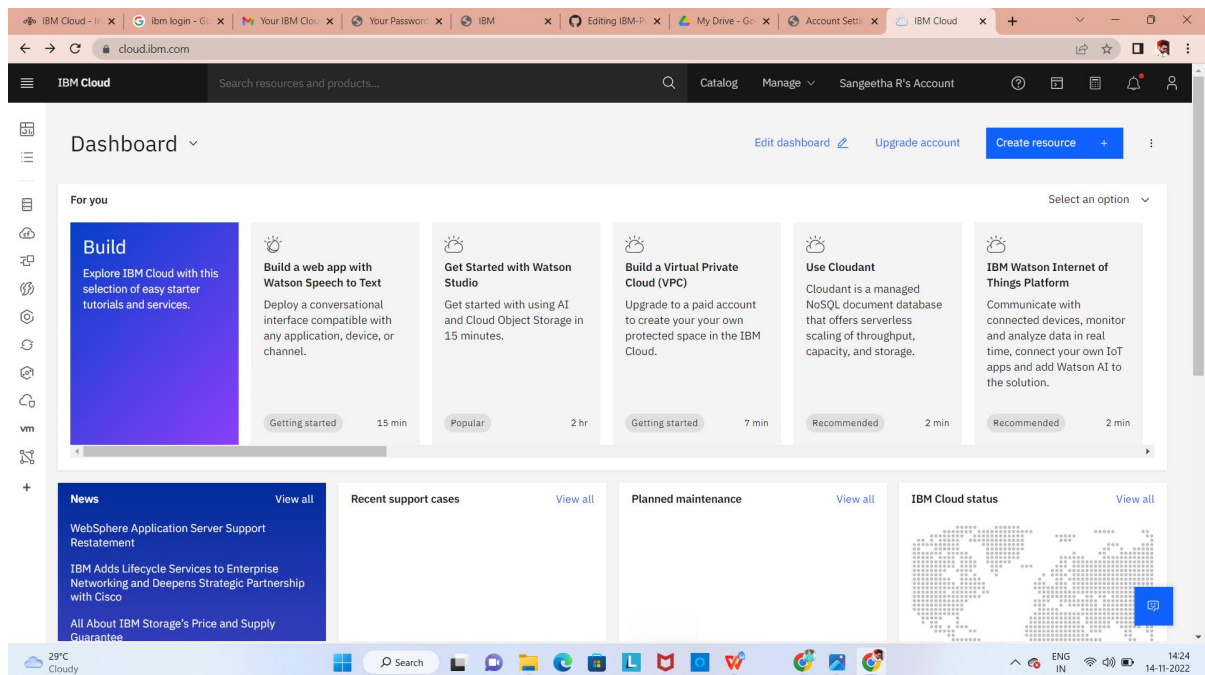 IBM Cloud - I
ibm login - Go
Your IBM Clou
Your Password
IBM
Editing IBM-P
My Drive - Go
Account Settin
IBM Cloud
cloud.ibm.com
IBM Cloud
Search resources and products...
Catalog
Manage
Sangeetha R's Account
Dashboard
Edit dashboard
Upgrade account
Create resource +
For you
Select an option
Build
Explore IBM Cloud with this
selection of easy starter
tutorials and services.
Build a web app with
Watson Speech to Text
Deploy a conversational
interface compatible with
any application, device, or
channel.
Getting started
15 min
Get Started with Watson
Studio
Get started with using AI
and Cloud Object Storage in
15 minutes.
Popular
2 hr
Build a Virtual Private
Cloud (VPC)
Upgrade to a paid account
to create your your own
protected space in the IBM
Cloud.
Getting started
7 min
Use Cloudant
Cloudant is a managed
NoSQL document database
that offers serverless
scaling of throughput,
capacity, and storage.
Recommended
2 min
IBM Watson Internet of
Things Platform
Communicate with
connected devices, monitor
and analyze data in real
time, connect your own IoT
apps and add Watson AI to
the solution.
Recommended
2 min
vm
News
View all
WebSphere Application Server Support
Restatement
IBM Adds Lifecycle Services to Enterprise
Networking and Deepens Strategic Partnership
with Cisco
All About IBM Storage's Price and Supply
Guarantee
Recent support cases
View all
Planned maintenance
View all
IBM Cloud status
View all
29°C
Cloudy
Search
ENG
IN
14:24
14-11-2022